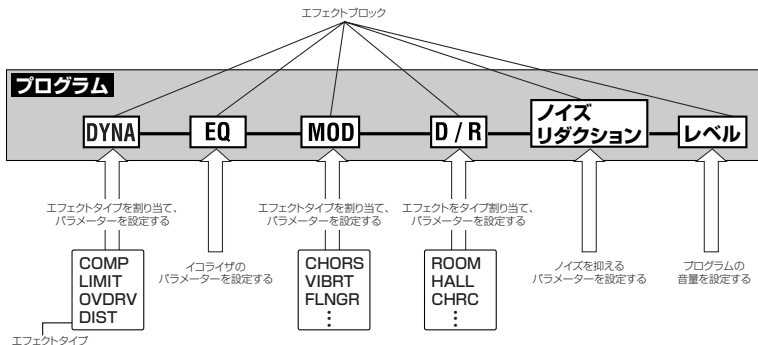 エフェクトブロック
プログラム
DYNA
EQ
MOD
D / R
ノイズ
リダクション
レベル
エフェクトタイプを割り当て、
パラメーターを設定する
イコライザの
パラメーターを設定する
エフェクトタイプを割り当て、
パラメーターを設定する
エフェクトをタイプ割り当て、
パラメーターを設定する
ノイズを抑える
パラメーターを設定する
プログラムの
音量を設定する
COMP
LIMIT
OVDRV
DIST
CHORS
VIBRT
FLNGR
⋮
ROOM
HALL
CHRC
⋮
エフェクトタイプ